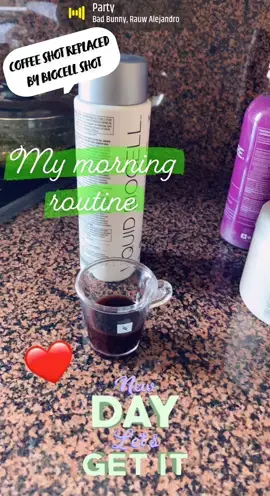 Party
Bad Bunny, Rauw Alejandro
COFFEE SHOT REPLACED
BY BIOCELL SHOT
My morning
routine
LIQUID BIOCELL
New
DAY
Let's
GET IT